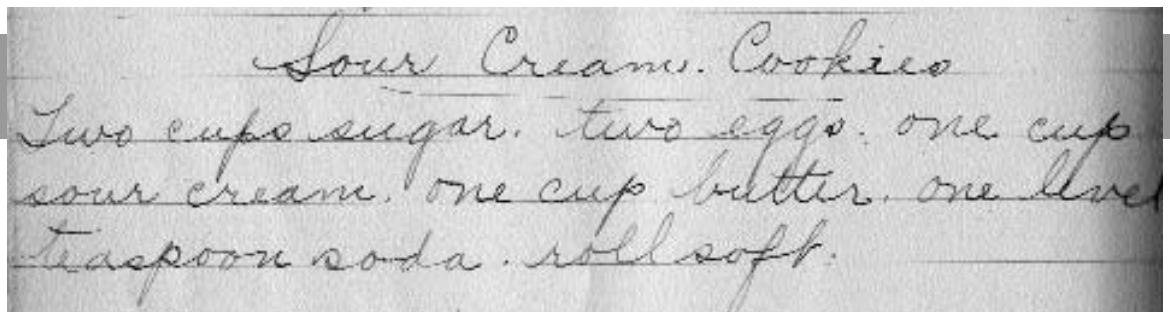 Sour Cream. Cookies
Two cups sugar. two eggs. one cup
sour cream. one cup butter. one level
teaspoon soda. roll soft.